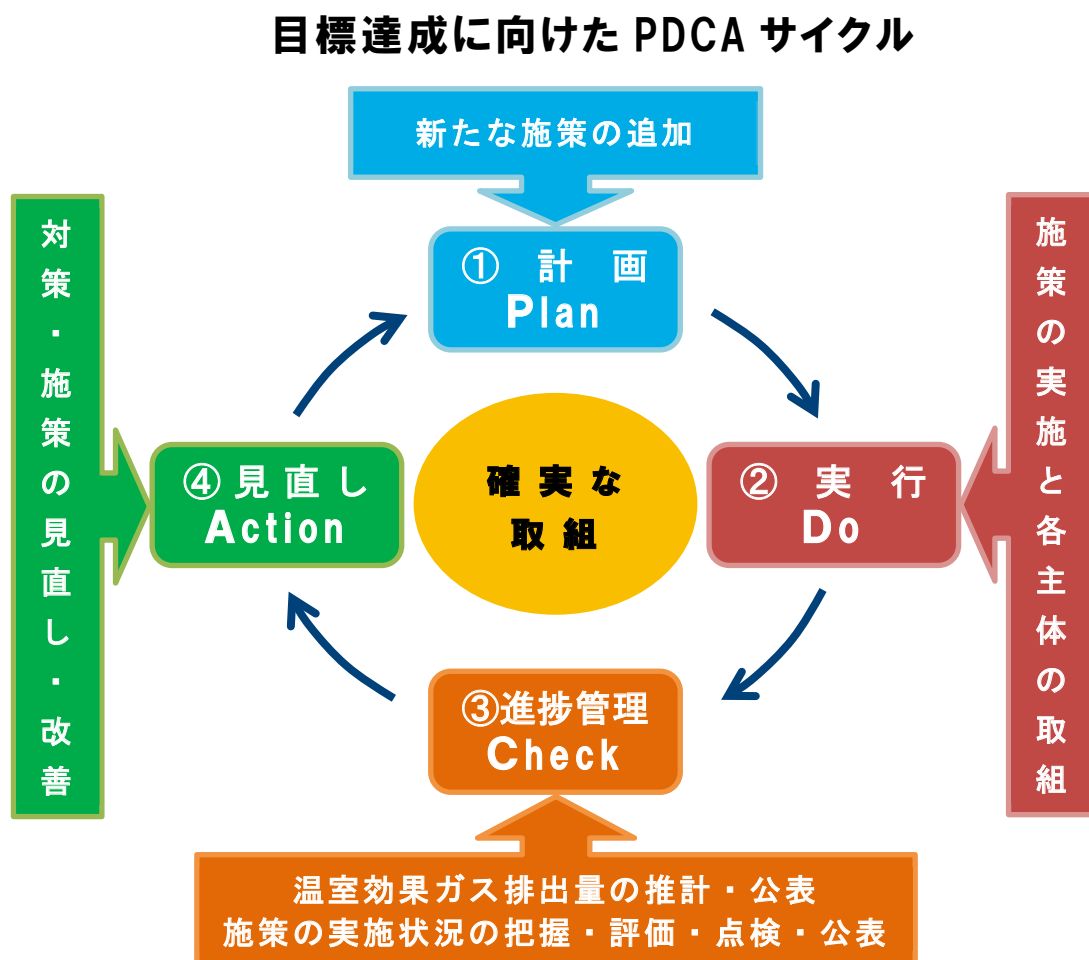 目標達成に向けた PDCA サイクル
新たな施策の追加
① 計 画
Plan
施策の実施と各主体の取組
② 実 行
Do
③進捗管理
Check
温室効果ガス排出量の推計・公表
施策の実施状況の把握・評価・点検・公表
④見直し
Action
対策・施策の見直し・改善
確実な
取組